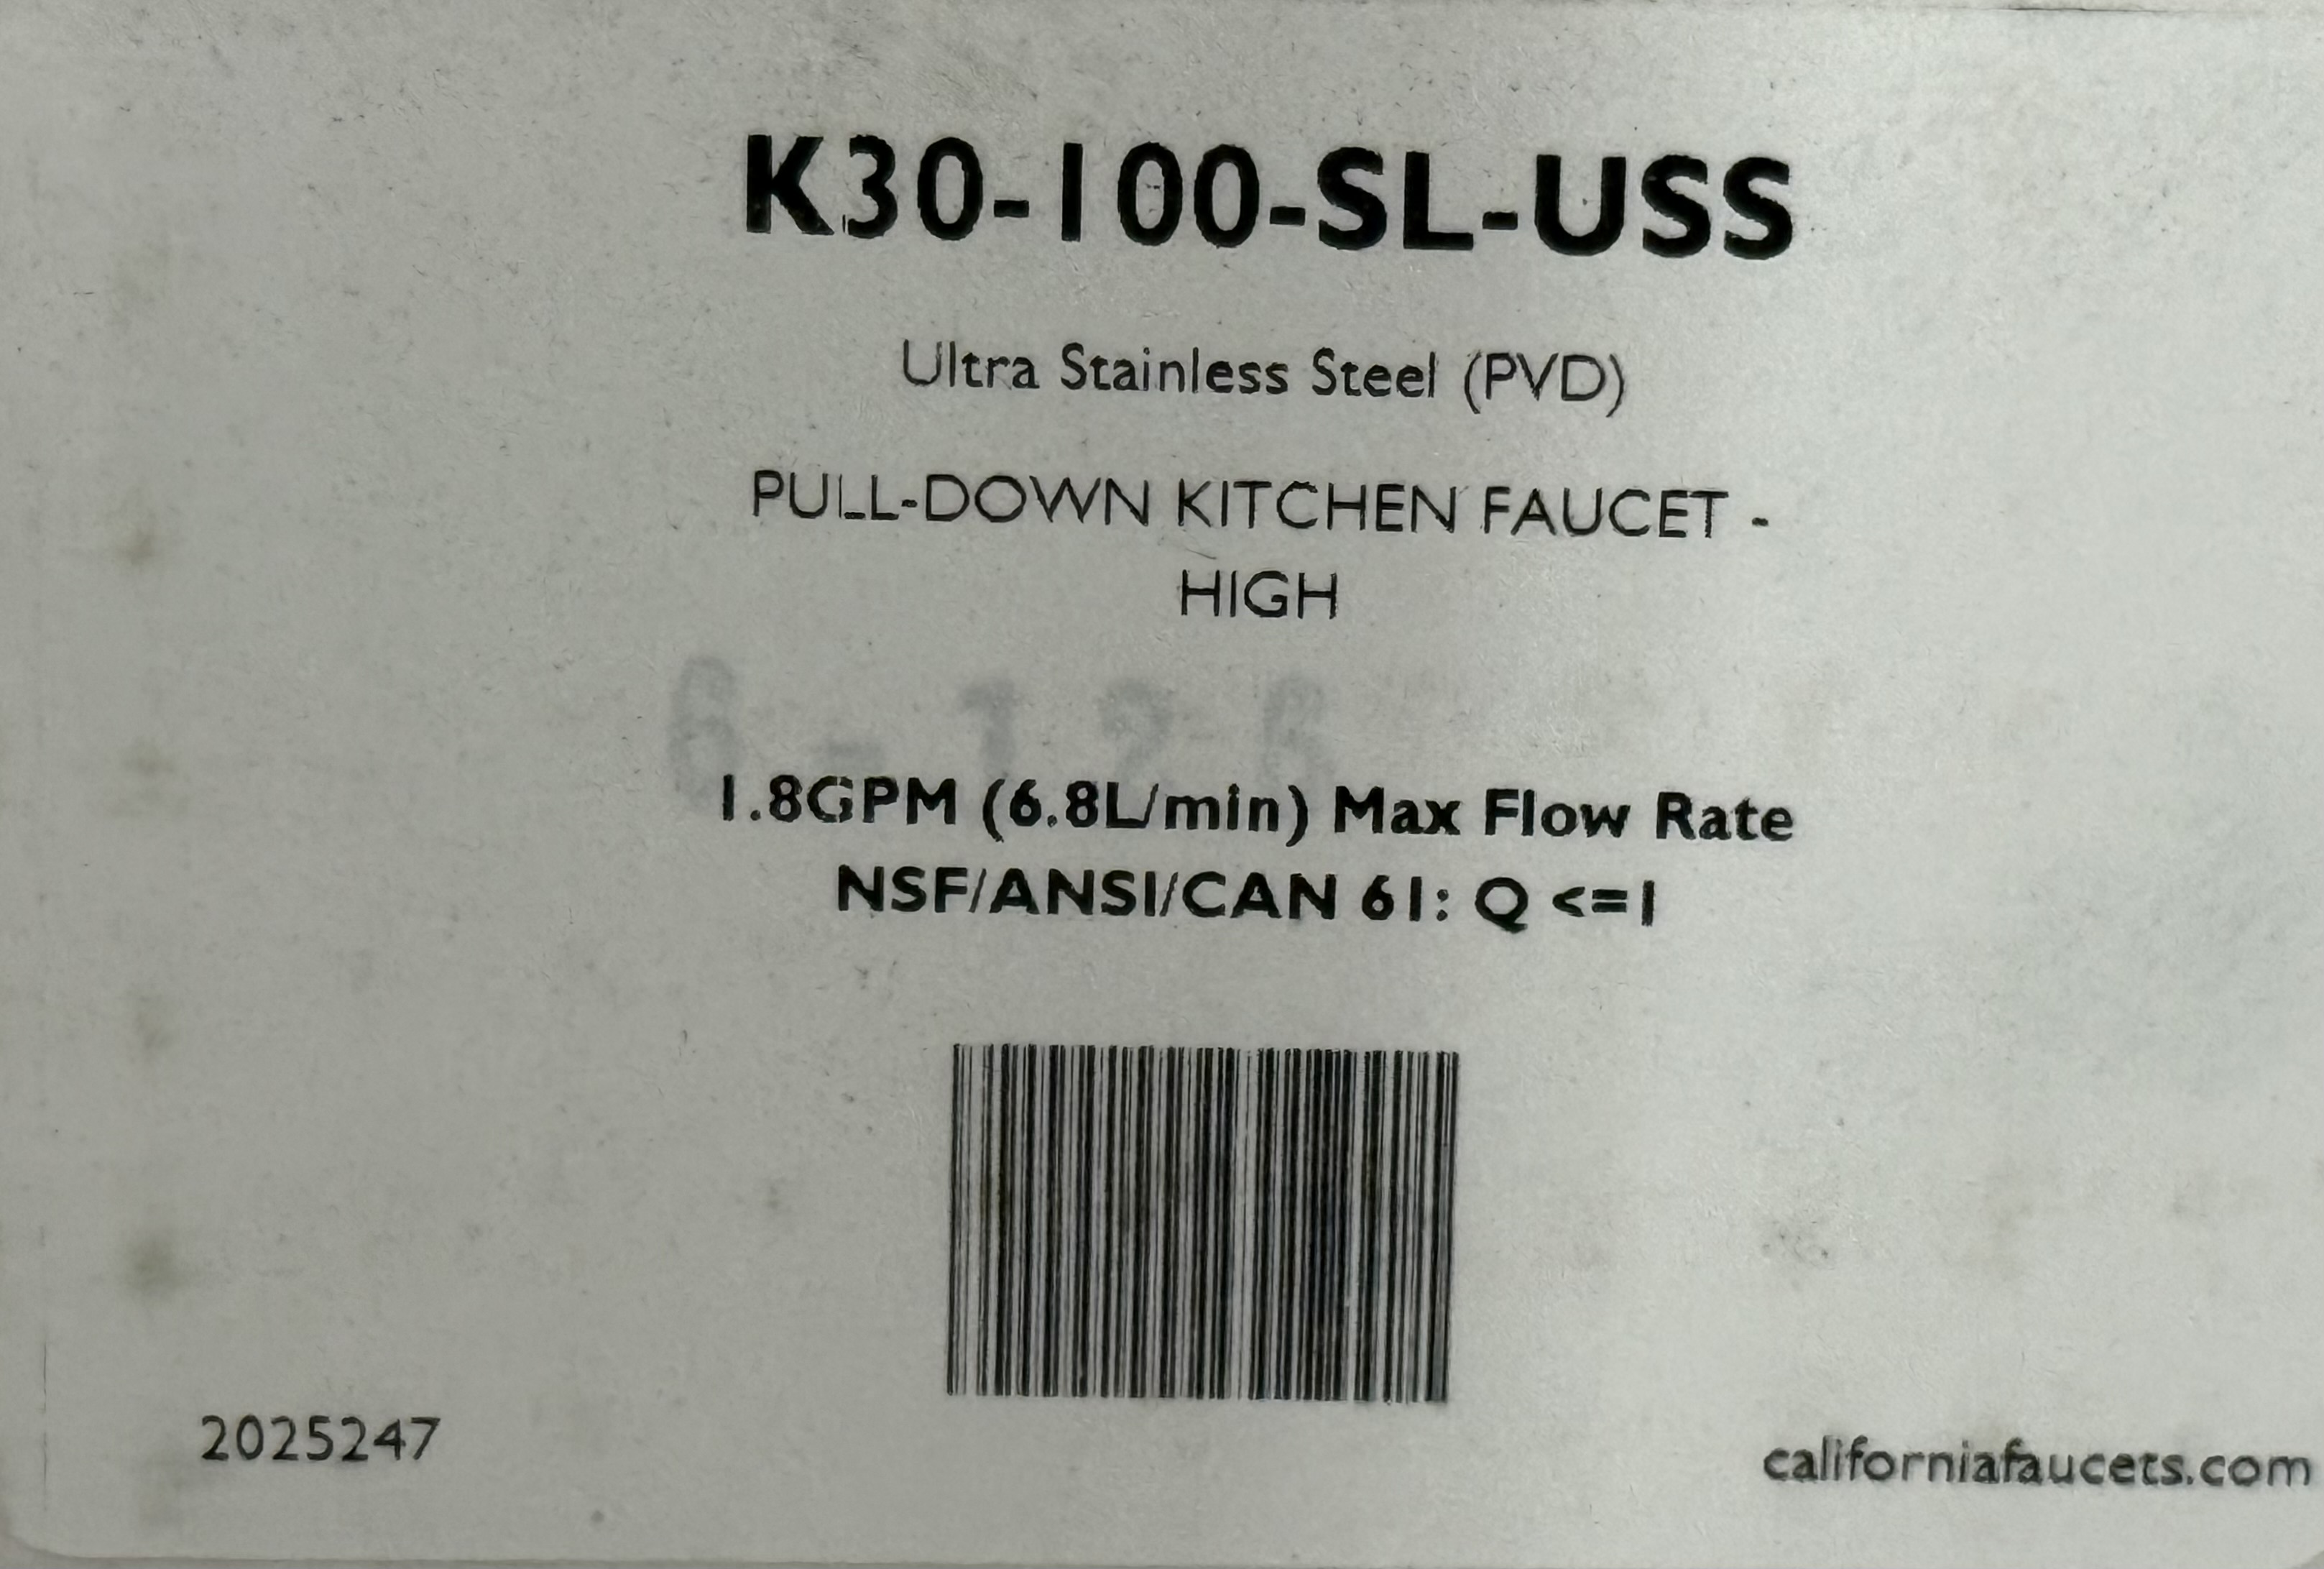 K30-100-SL-USS
Ultra Stainless Steel (PVD)
PULL-DOWN KITCHEN FAUCET -
HIGH
1.8GPM (6.8L/min) Max Flow Rate
NSF/ANSI/CAN 61: Q <=1
2025247
californiafaucets.com